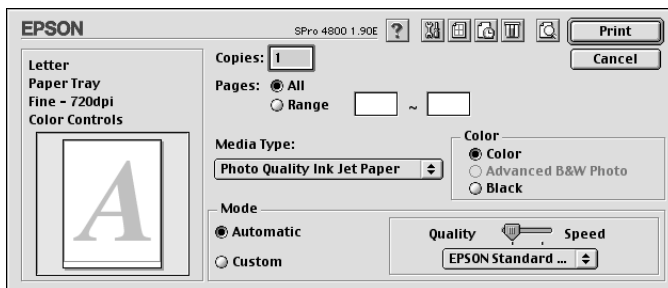 EPSON
SPro 4800 1.90E
?
Print
Cancel
Letter
Paper Tray
Fine - 720dpi
Color Controls
A
Copies: 1
Pages: All
Range ~
Media Type:
Photo Quality Ink Jet Paper
Color
Color
Advanced B&W Photo
Black
Mode
Automatic
Custom
Quality Speed
EPSON Standard ...